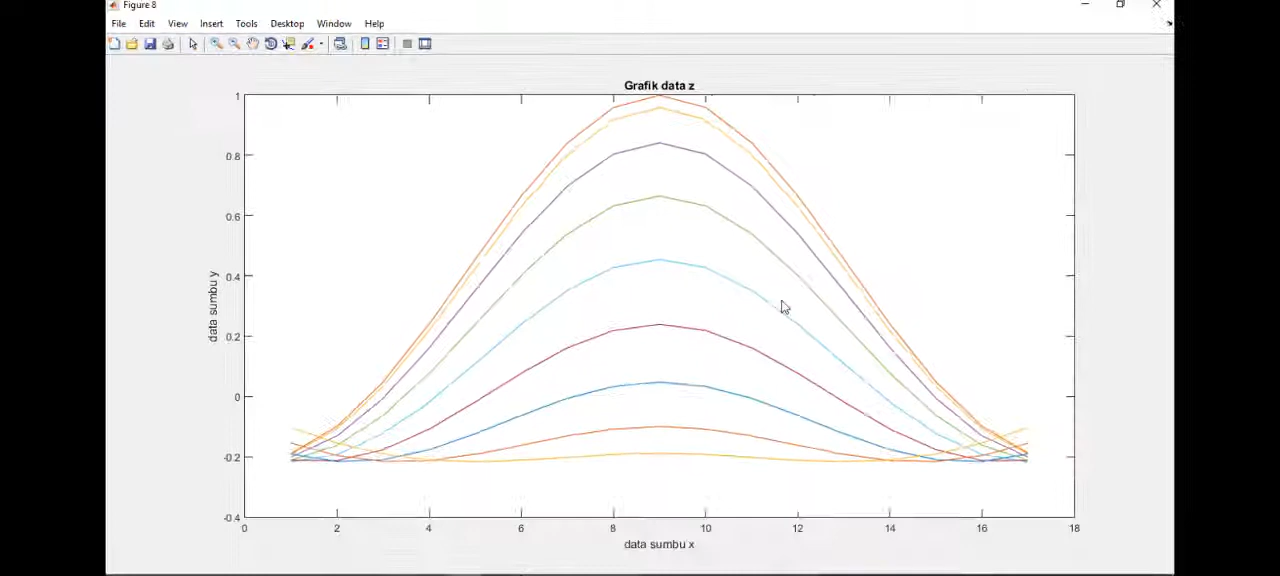 Figure 8
File Edit View Insert Tools Desktop Window Help
Grafik data z
1
0.8
0.6
0.4
0.2
0
-0.2
-0.4
data sumbu y
0 2 4 6 8 10 12 14 16 18
data sumbu x